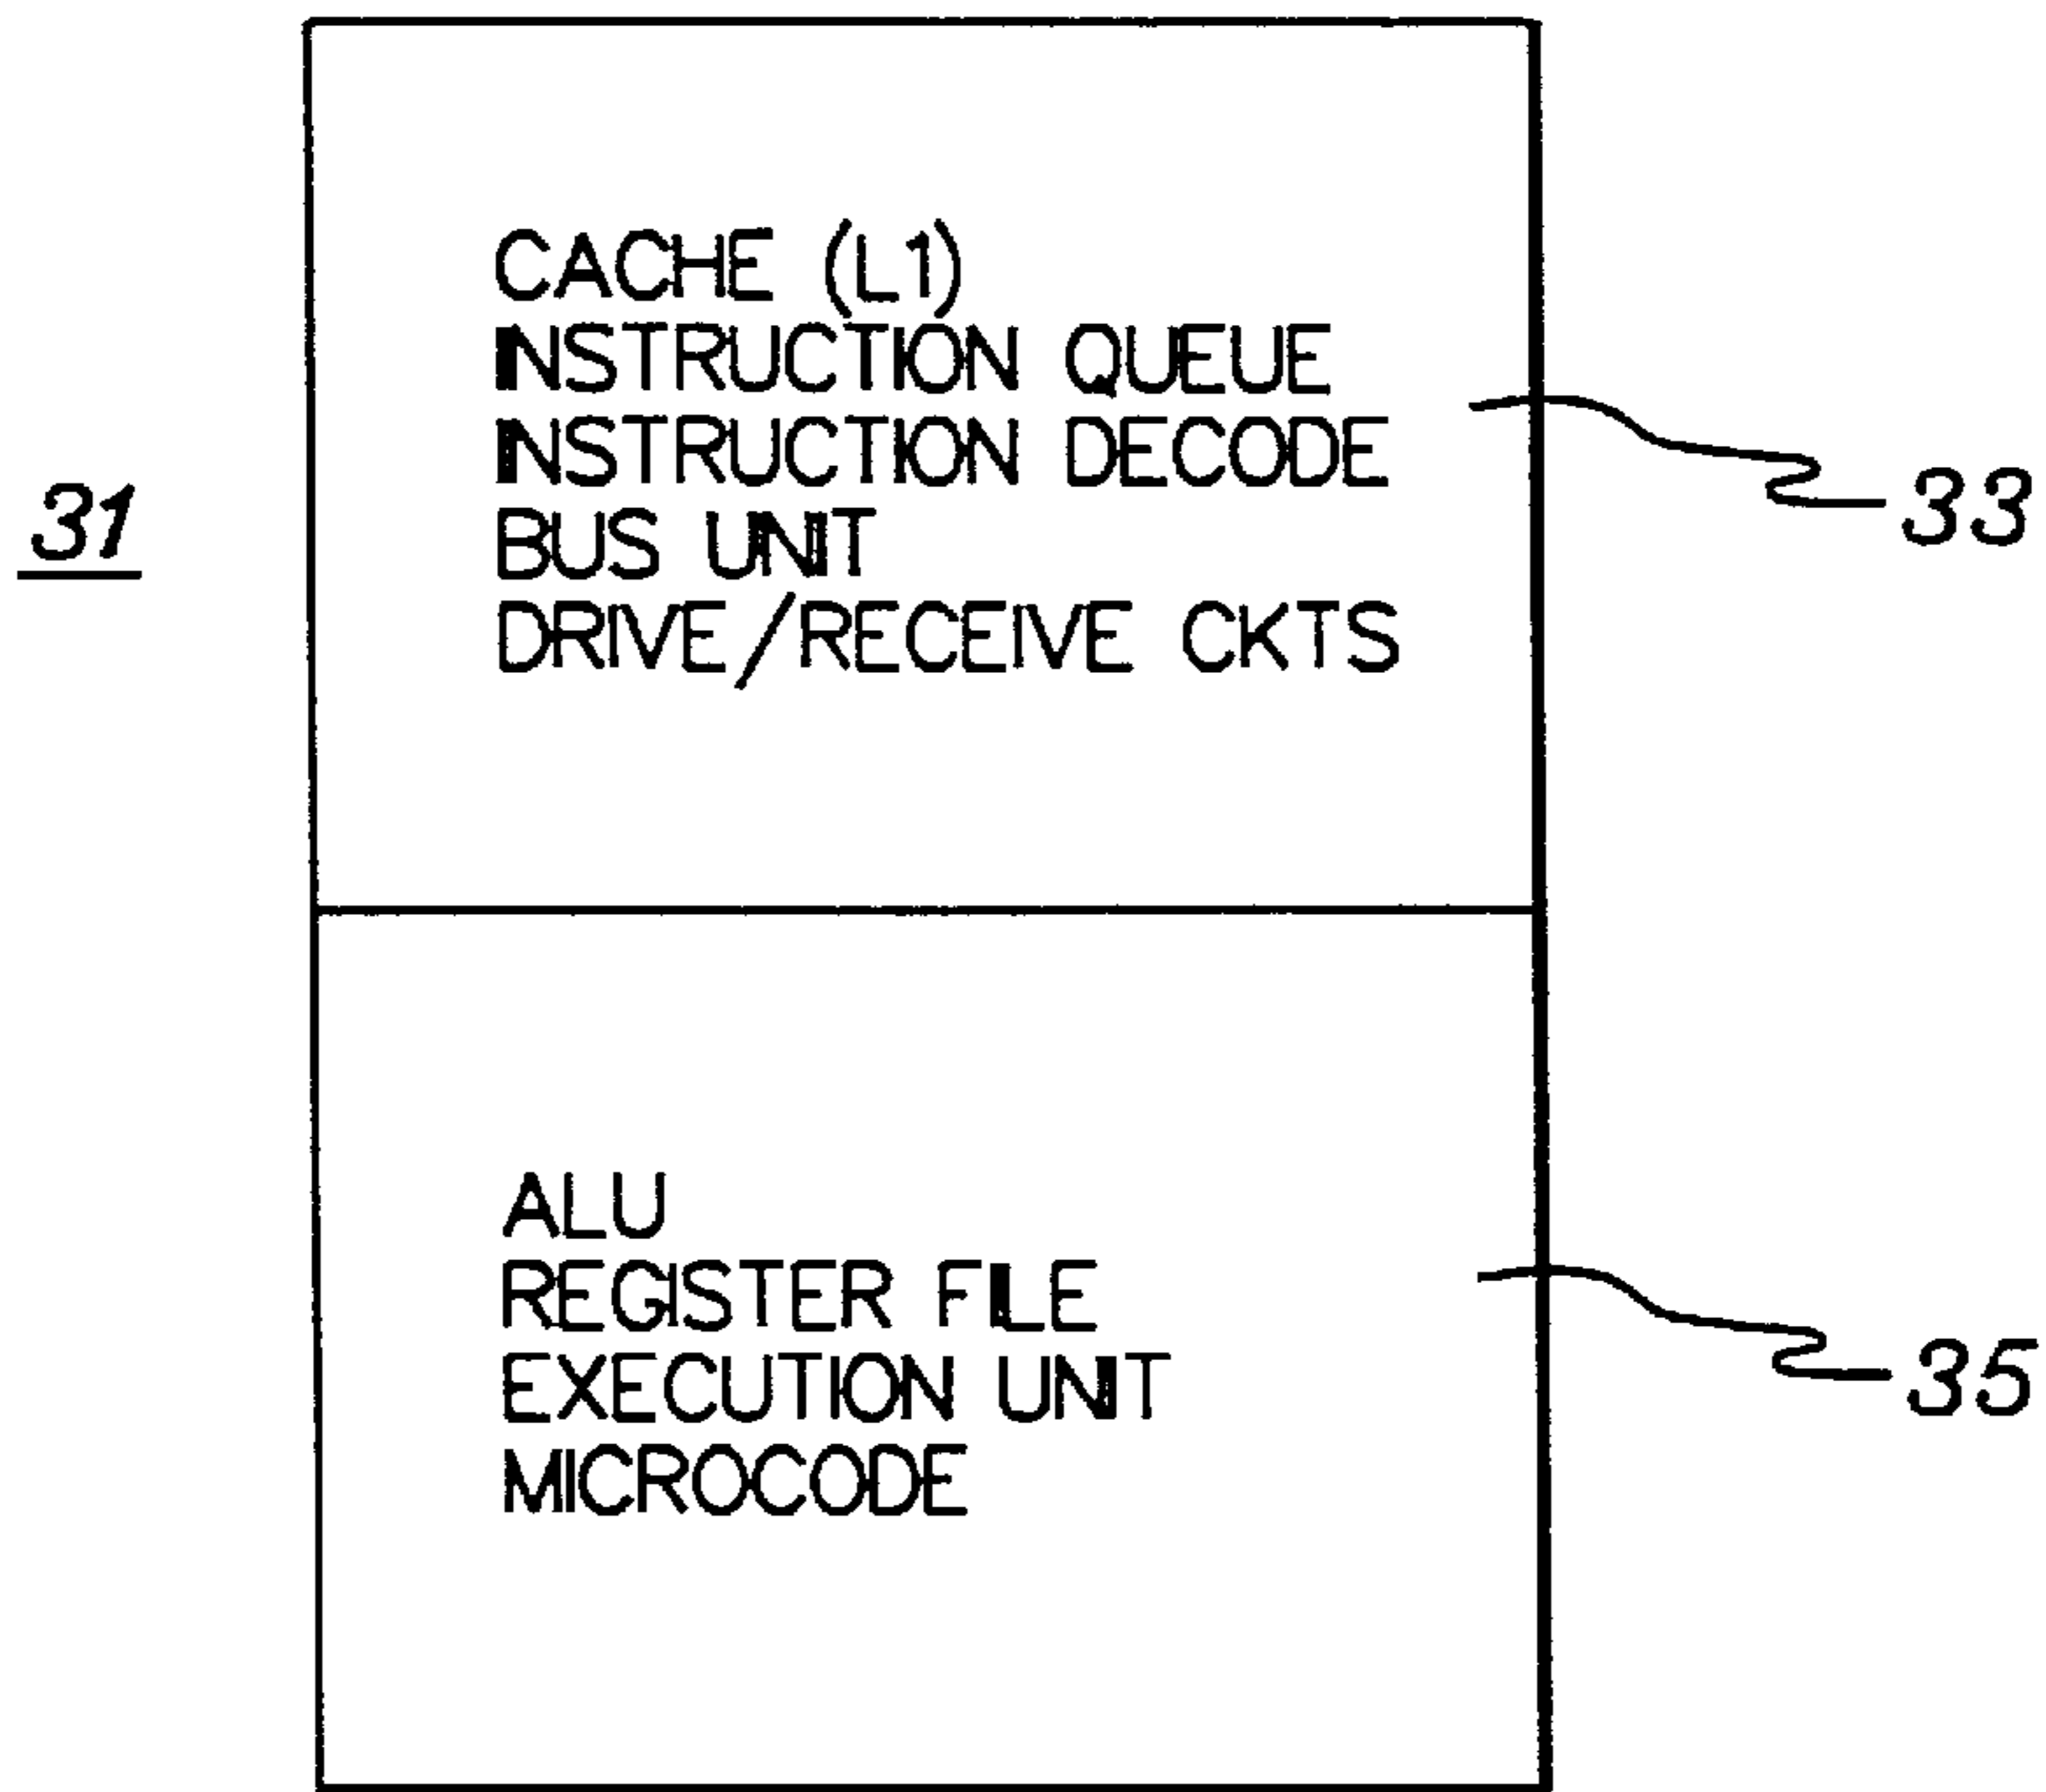 CACHE (L1)
INSTRUCTION QUEUE
INSTRUCTION DECODE
BUS UNIT
DRIVE/RECEIVE CKTS
31
33
ALU
REGISTER FILE
EXECUTION UNIT
MICROCODE
35